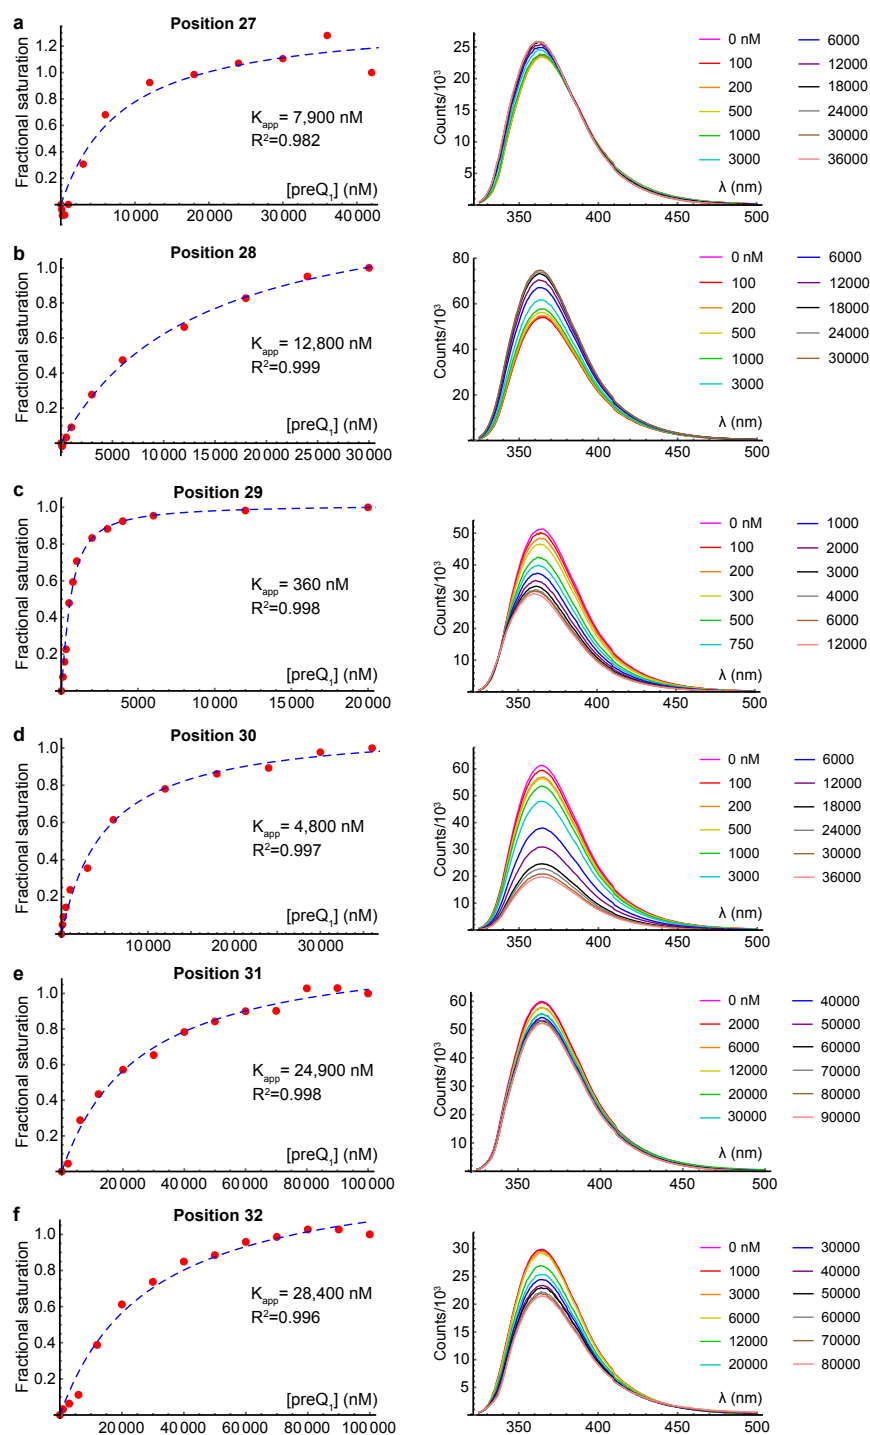 a
Position 27
Fractional saturation
1.2
1.0
0.8
0.6
0.4
0.2
Kapp= 7,900 nM
R²=0.982
[preQ₁] (nM)
10 000 20 000 30 000 40 000
Counts/10³
25
20
15
10
5
λ (nm)
350 400 450 500
0 nM 6000
100 12000
200 18000
500 24000
1000 30000
3000 36000
b
Position 28
Fractional saturation
1.0
0.8
0.6
0.4
0.2
Kapp= 12,800 nM
R²=0.999
[preQ₁] (nM)
5000 10 000 15 000 20 000 25 000 30 000
Counts/10³
80
60
40
20
λ (nm)
350 400 450 500
0 nM 6000
100 12000
200 18000
500 24000
1000 30000
3000
c
Position 29
Fractional saturation
1.0
0.8
0.6
0.4
0.2
Kapp= 360 nM
R²=0.998
[preQ₁] (nM)
5000 10 000 15 000 20 000
Counts/10³
50
40
30
20
10
λ (nm)
350 400 450 500
0 nM 1000
100 2000
200 3000
300 4000
500 6000
750 12000
d
Position 30
Fractional saturation
1.0
0.8
0.6
0.4
0.2
Kapp= 4,800 nM
R²=0.997
[preQ₁] (nM)
10 000 20 000 30 000
Counts/10³
60
50
40
30
20
10
λ (nm)
350 400 450 500
0 nM 6000
100 12000
200 18000
500 24000
1000 30000
3000 36000
e
Position 31
Fractional saturation
1.0
0.8
0.6
0.4
0.2
Kapp= 24,900 nM
R²=0.998
[preQ₁] (nM)
20 000 40 000 60 000 80 000 100 000
Counts/10³
60
50
40
30
20
10
λ (nm)
350 400 450 500
0 nM 40000
2000 50000
6000 60000
12000 70000
20000 80000
30000 90000
f
Position 32
Fractional saturation
1.0
0.8
0.6
0.4
0.2
Kapp= 28,400 nM
R²=0.996
[preQ₁] (nM)
20 000 40 000 60 000 80 000 100 000
Counts/10³
30
25
20
15
10
5
λ (nm)
350 400 450 500
0 nM 30000
1000 40000
3000 50000
6000 60000
12000 70000
20000 80000